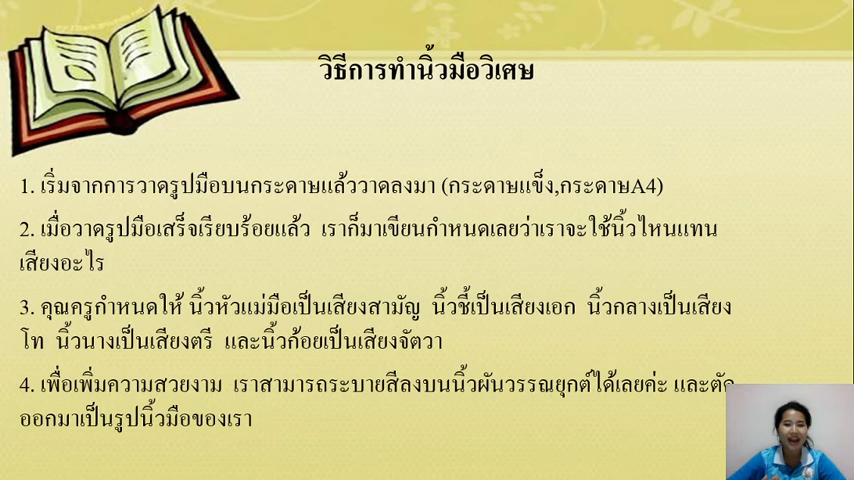 วิธีการทำนิ้วมือวิเศษ
1. เริ่มจากการวาดรูปมือบนกระดาษแล้ววาดลงมา (กระดาษแข็ง,กระดาษA4)
2. เมื่อวาดรูปมือเสร็จเรียบร้อยแล้ว เราก็มาเขียนกำหนดเลยว่าเราจะใช้นิ้วไหนแทน
เสียงอะไร
3. คุณครูกำหนดให้ นิ้วหัวแม่มือเป็นเสียงสามัญ นิ้วชี้เป็นเสียงเอก นิ้วกลางเป็นเสียง
โท นิ้วนางเป็นเสียงตรี และนิ้วก้อยเป็นเสียงจัตวา
4. เพื่อเพิ่มความสวยงาม เราสามารถระบายสีลงบนนิ้วผันวรรณยุกต์ได้เลยค่ะ และตัด
ออกมาเป็นรูปนิ้วมือของเรา